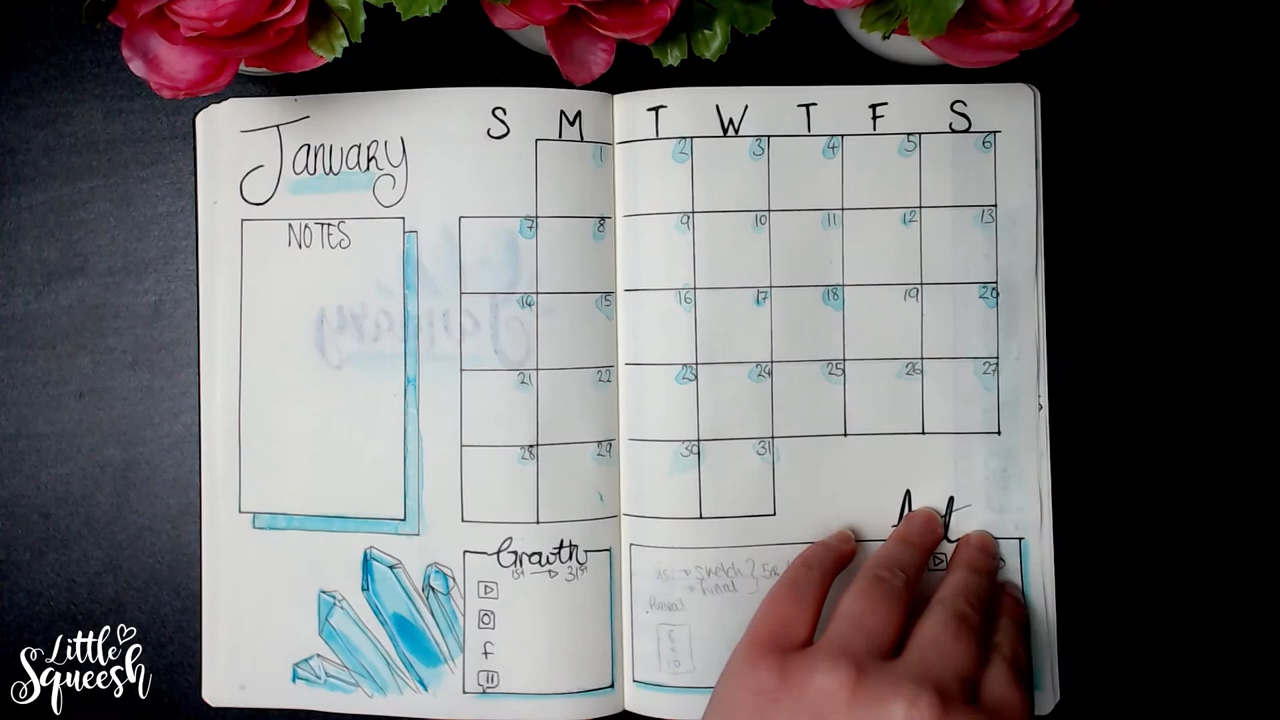 January
NOTES
S M T W T F S
1 2 3 4 5 6
7 8 9 10 11 12 13
14 15 16 17 18 19 20
21 22 23 24 25 26 27
28 29 30 31
Growth
1st → 31st
f
sketch
final
Little
Squeesh